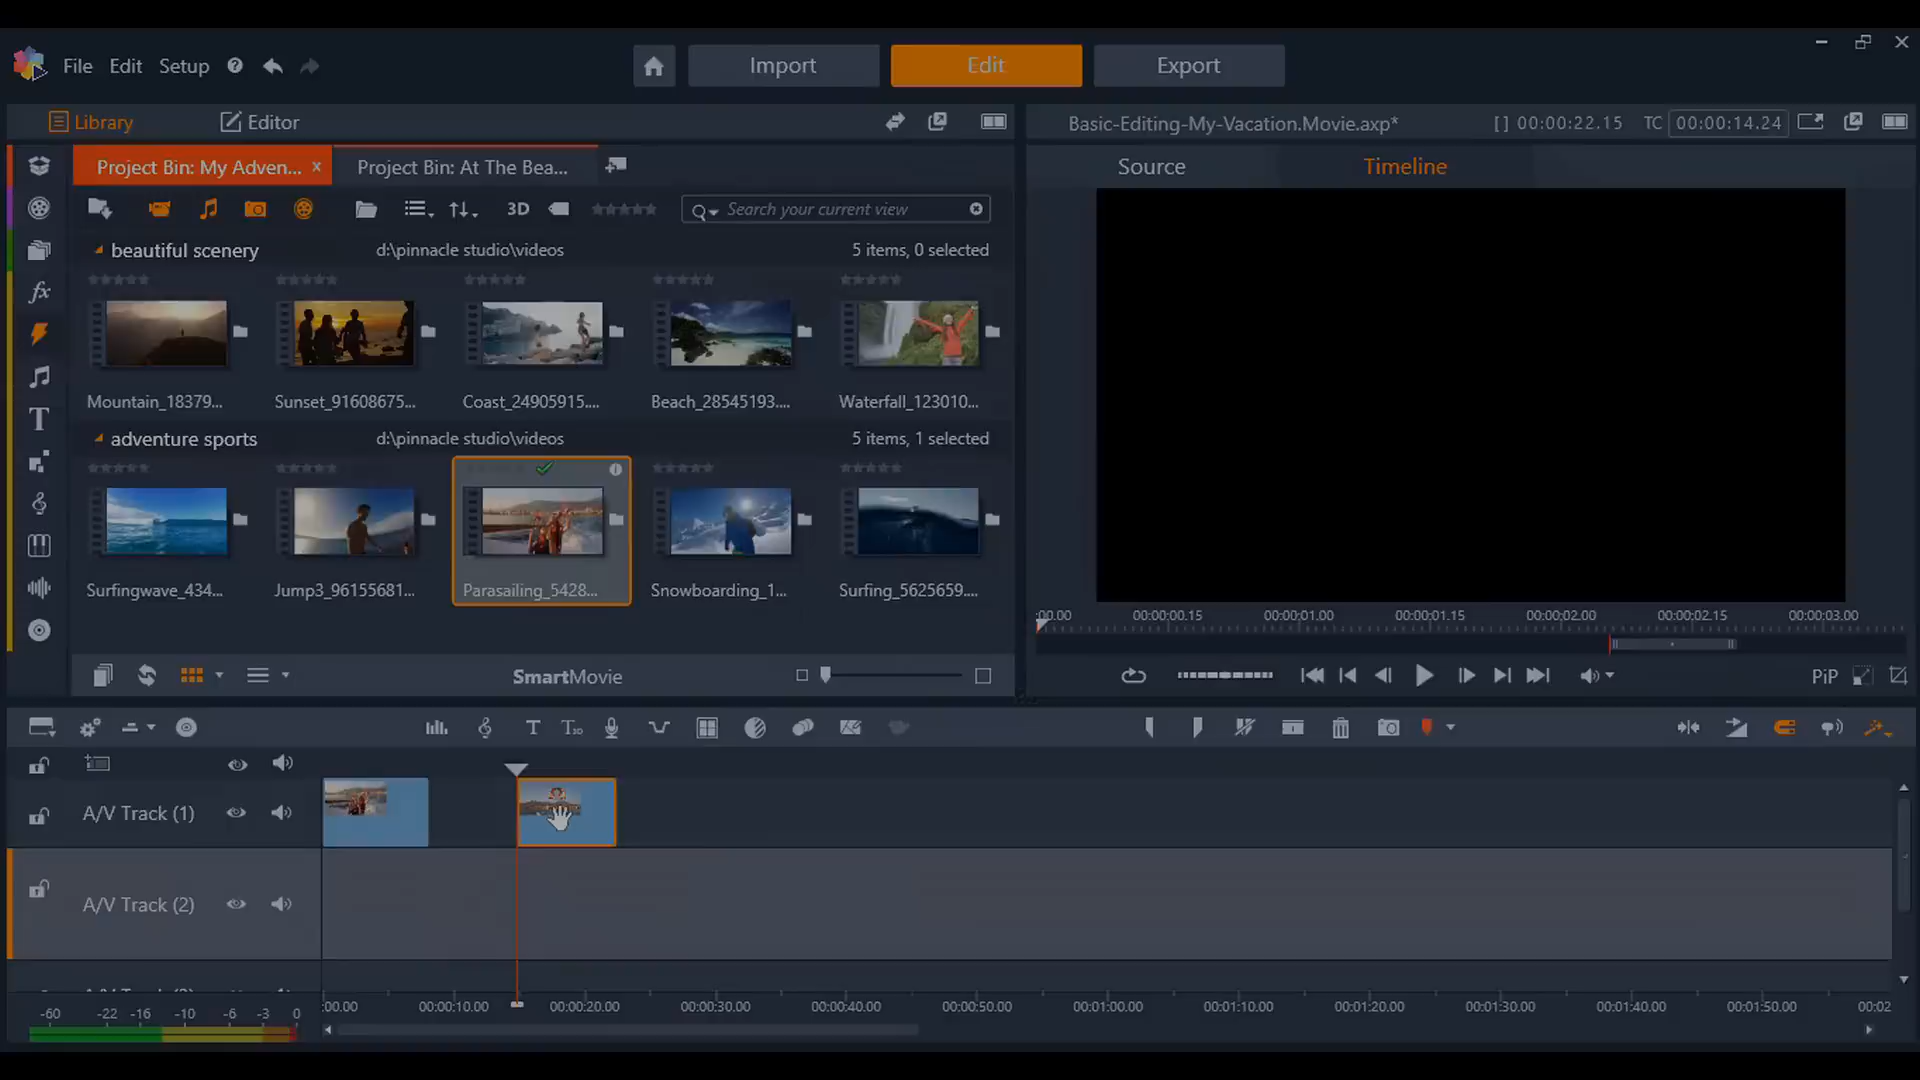 File Edit Setup
Import Edit Export
Library Editor
Basic-Editing-My-Vacation.Movie.axp* [ ] 00:00:22.15 TC 00:00:14.24
Project Bin: My Adven... × Project Bin: At The Bea...
Source Timeline
3D Search your current view
beautiful scenery d:\pinnacle studio\videos 5 items, 0 selected
Mountain_18379... Sunset_91608675... Coast_24905915.... Beach_28545193.... Waterfall_123010...
adventure sports d:\pinnacle studio\videos 5 items, 1 selected
Surfingwave_434... Jump3_96155681... Parasailing_5428... Snowboarding_1... Surfing_5625659....
:00.00 00:00:00.15 00:00:01.00 00:00:01.15 00:00:02.00 00:00:02.15 00:00:03.00
SmartMovie
PiP
T T3D
A/V Track (1)
A/V Track (2)
:00.00 00:00:10.00 00:00:20.00 00:00:30.00 00:00:40.00 00:00:50.00 00:01:00.00 00:01:10.00 00:01:20.00 00:01:30.00 00:01:40.00 00:01:50.00 00:02
-60 -22 -16 -10 -6 -3 0